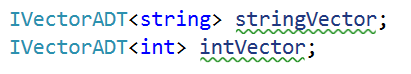 IVectorADT<string> stringVector;
IVectorADT<int> intVector;